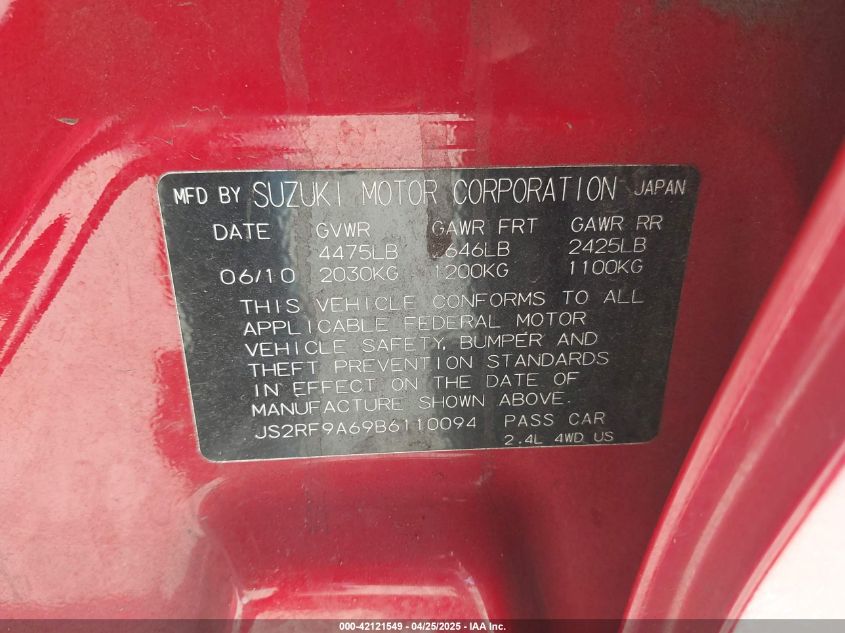 MFD BY SUZUKI MOTOR CORPORATION JAPAN
DATE GVWR GAWR FRT GAWR RR
4475LB 646LB 2425LB
06/10 2030KG 1200KG 1100KG
THIS VEHICLE CONFORMS TO ALL
APPLICABLE FEDERAL MOTOR
VEHICLE SAFETY, BUMPER AND
THEFT PREVENTION STANDARDS
IN EFFECT ON THE DATE OF
MANUFACTURE SHOWN ABOVE.
JS2RF9A69B6110094 PASS CAR
2.4L 4WD US
000-42121549 - 04/25/2025 - IAA Inc.